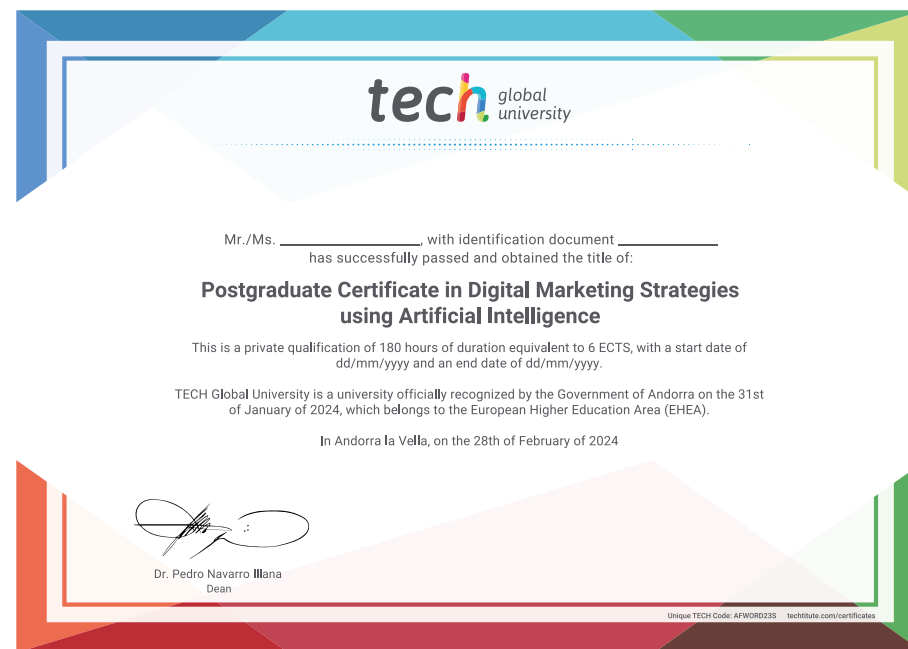 tech global university
Mr./Ms. ____________________, with identification document ______________
has successfully passed and obtained the title of:
Postgraduate Certificate in Digital Marketing Strategies
using Artificial Intelligence
This is a private qualification of 180 hours of duration equivalent to 6 ECTS, with a start date of
dd/mm/yyyy and an end date of dd/mm/yyyy.
TECH Global University is a university officially recognized by the Government of Andorra on the 31st
of January of 2024, which belongs to the European Higher Education Area (EHEA).
In Andorra la Vella, on the 28th of February of 2024
Dr. Pedro Navarro Illana
Dean
Unique TECH Code: AFWORD23S techtitute.com/certificates